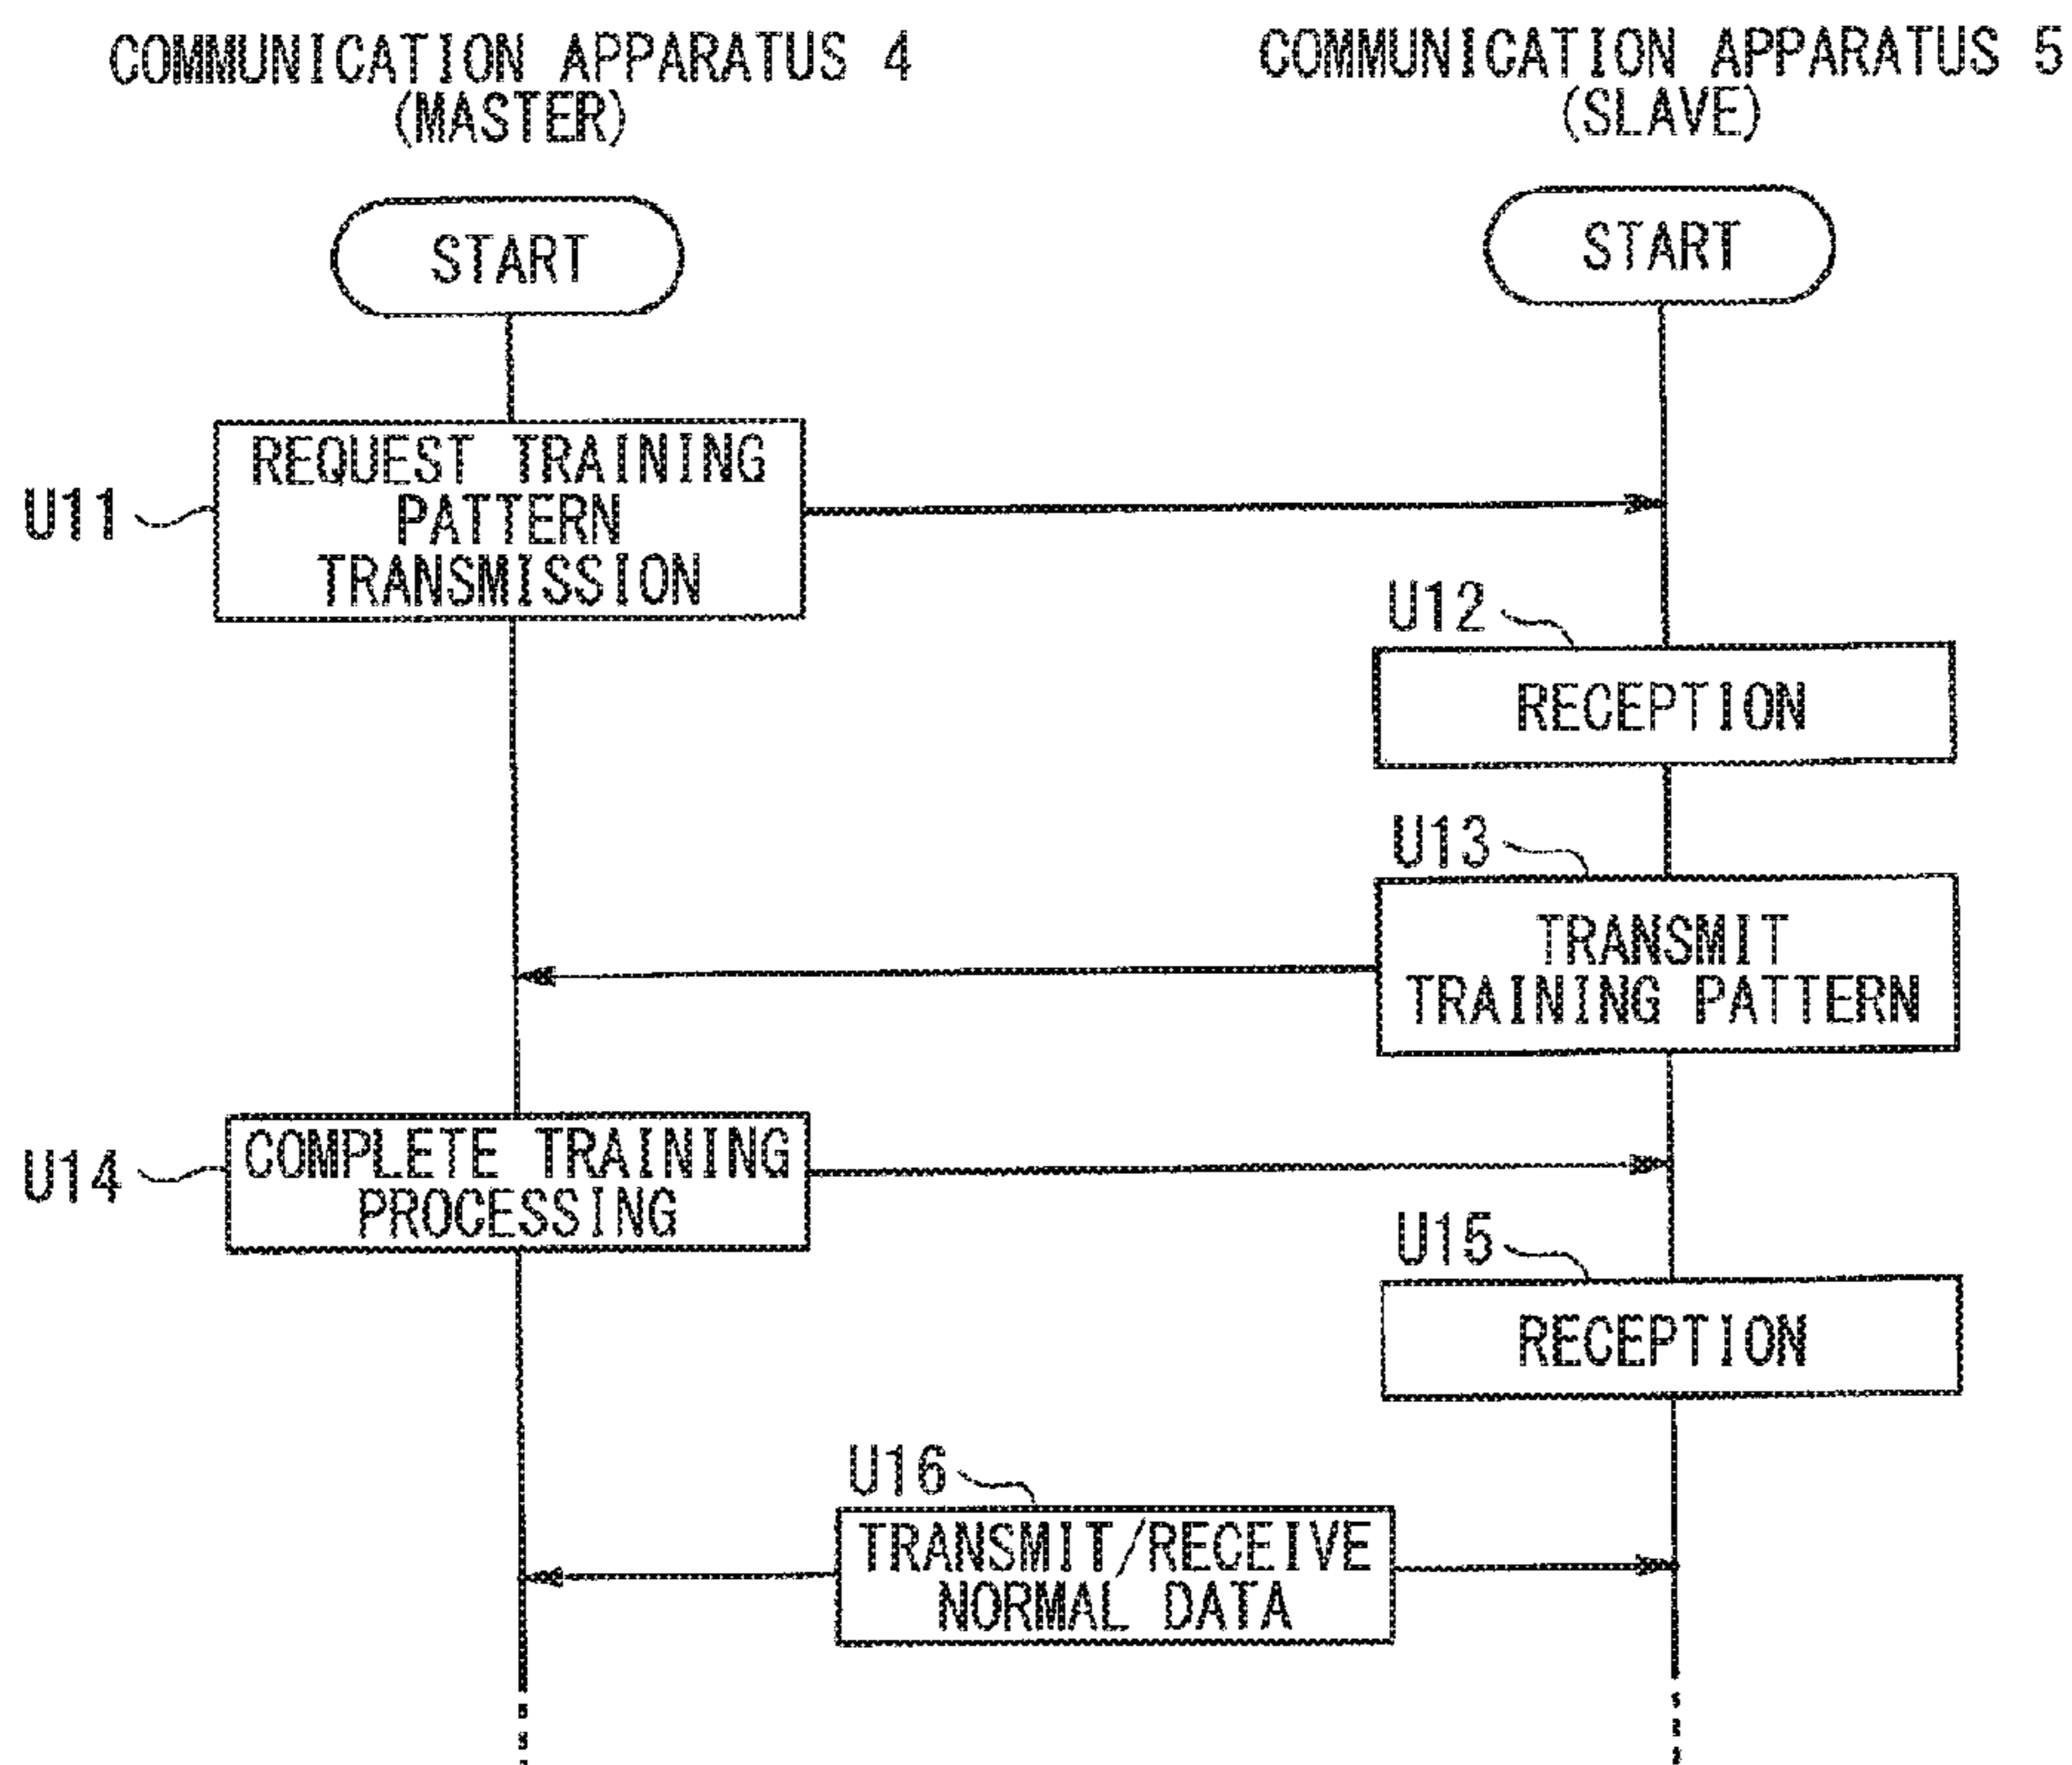 COMMUNICATION APPARATUS 4
(MASTER)
COMMUNICATION APPARATUS 5
(SLAVE)
START
START
U11
REQUEST TRAINING
PATTERN
TRANSMISSION
U12
RECEPTION
U13
TRANSMIT
TRAINING PATTERN
U14
COMPLETE TRAINING
PROCESSING
U15
RECEPTION
U16
TRANSMIT/RECEIVE
NORMAL DATA